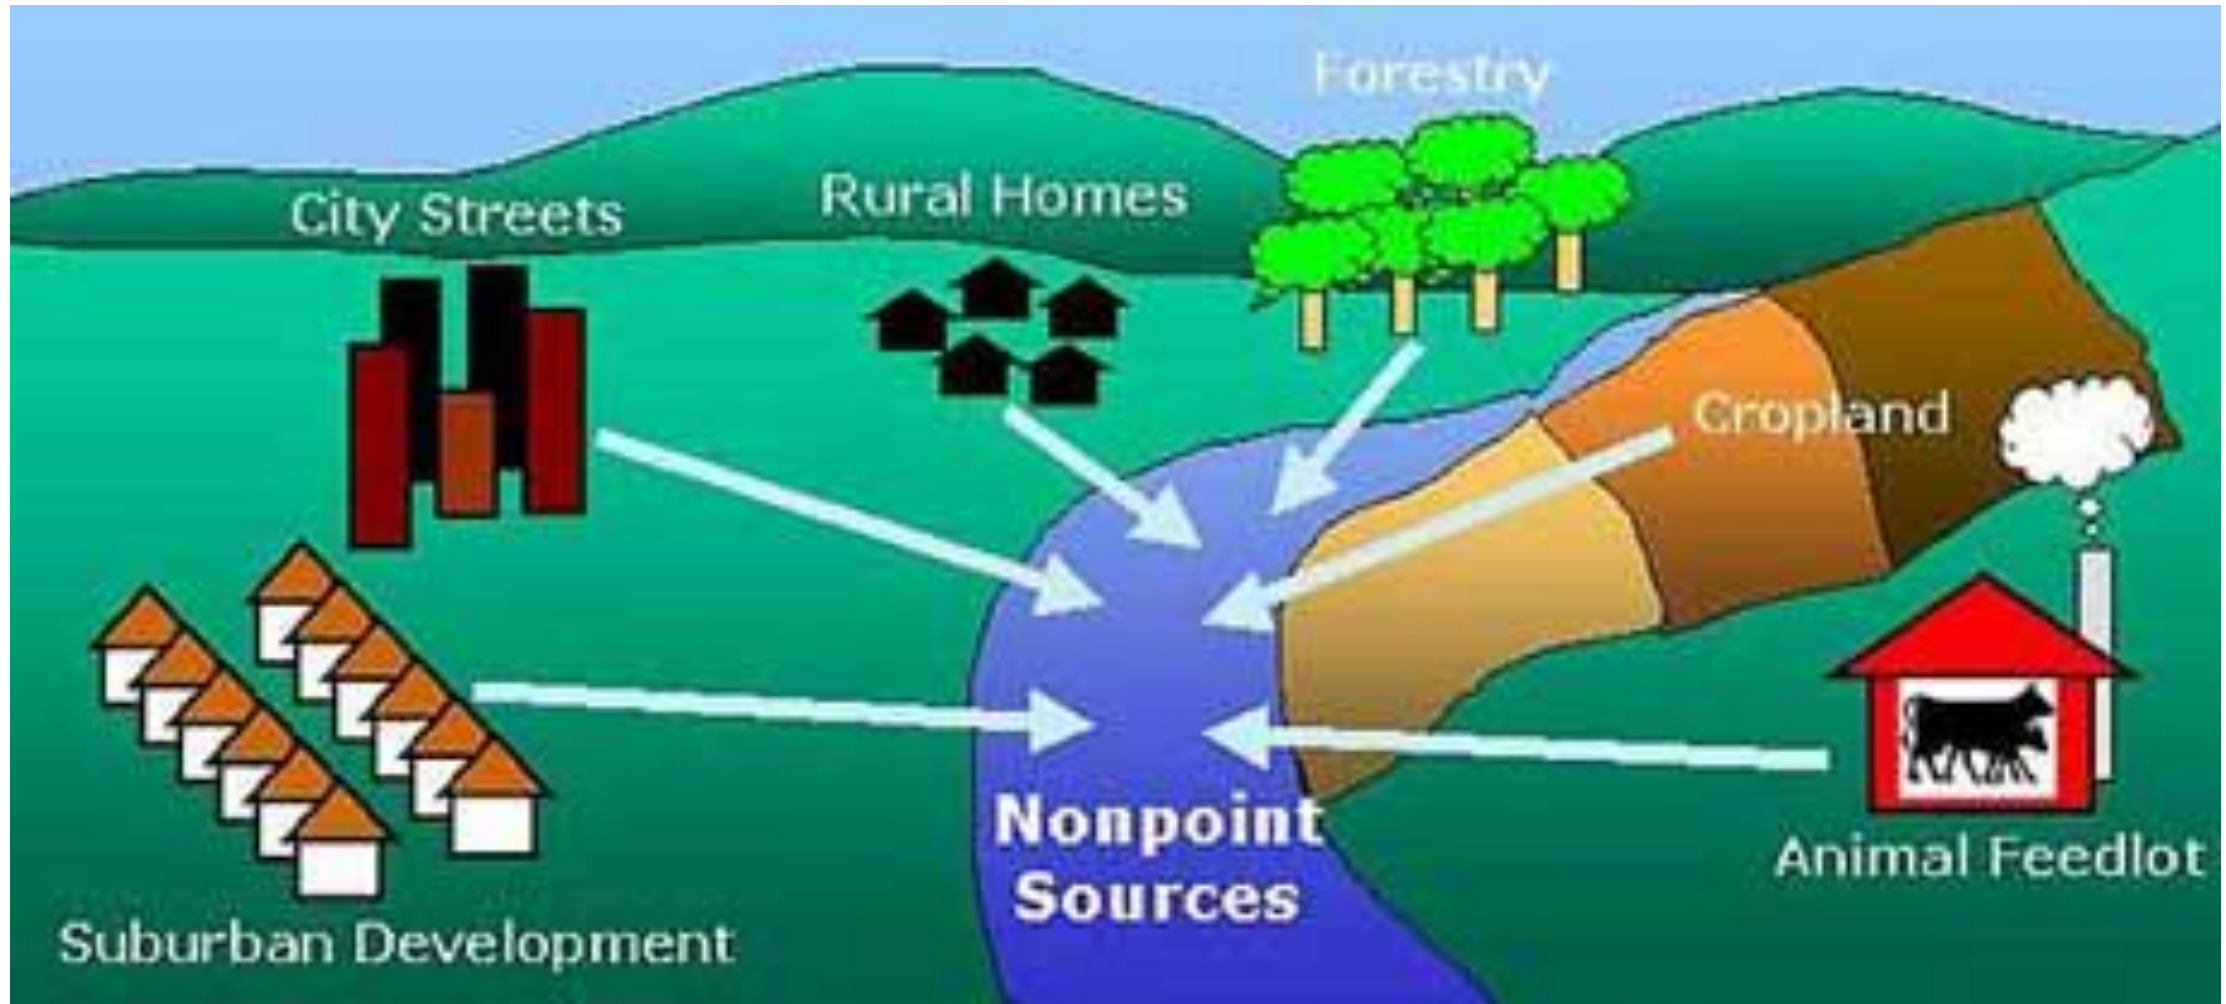 Forestry
City Streets
Rural Homes
Cropland
Nonpoint
Sources
Animal Feedlot
Suburban Development